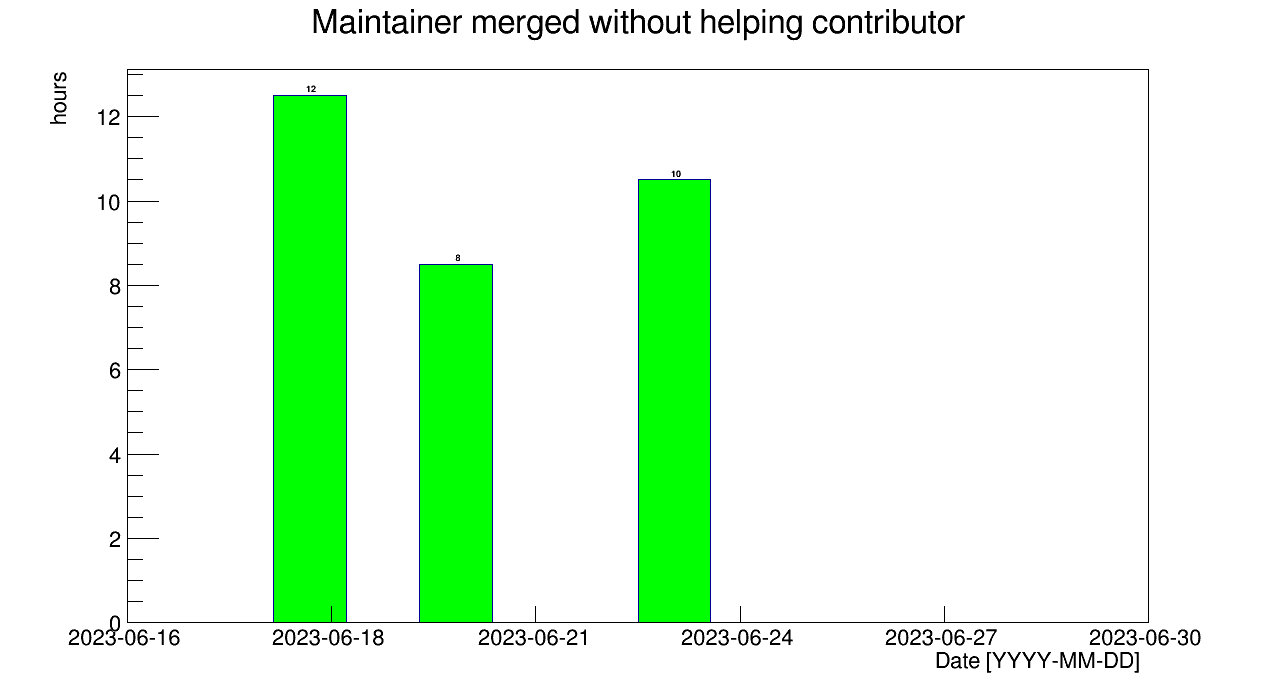 Maintainer merged without helping contributor
hours
12
10
8
6
4
2
0
12
8
10
2023-06-16 2023-06-18 2023-06-21 2023-06-24 2023-06-27 2023-06-30
Date [YYYY-MM-DD]